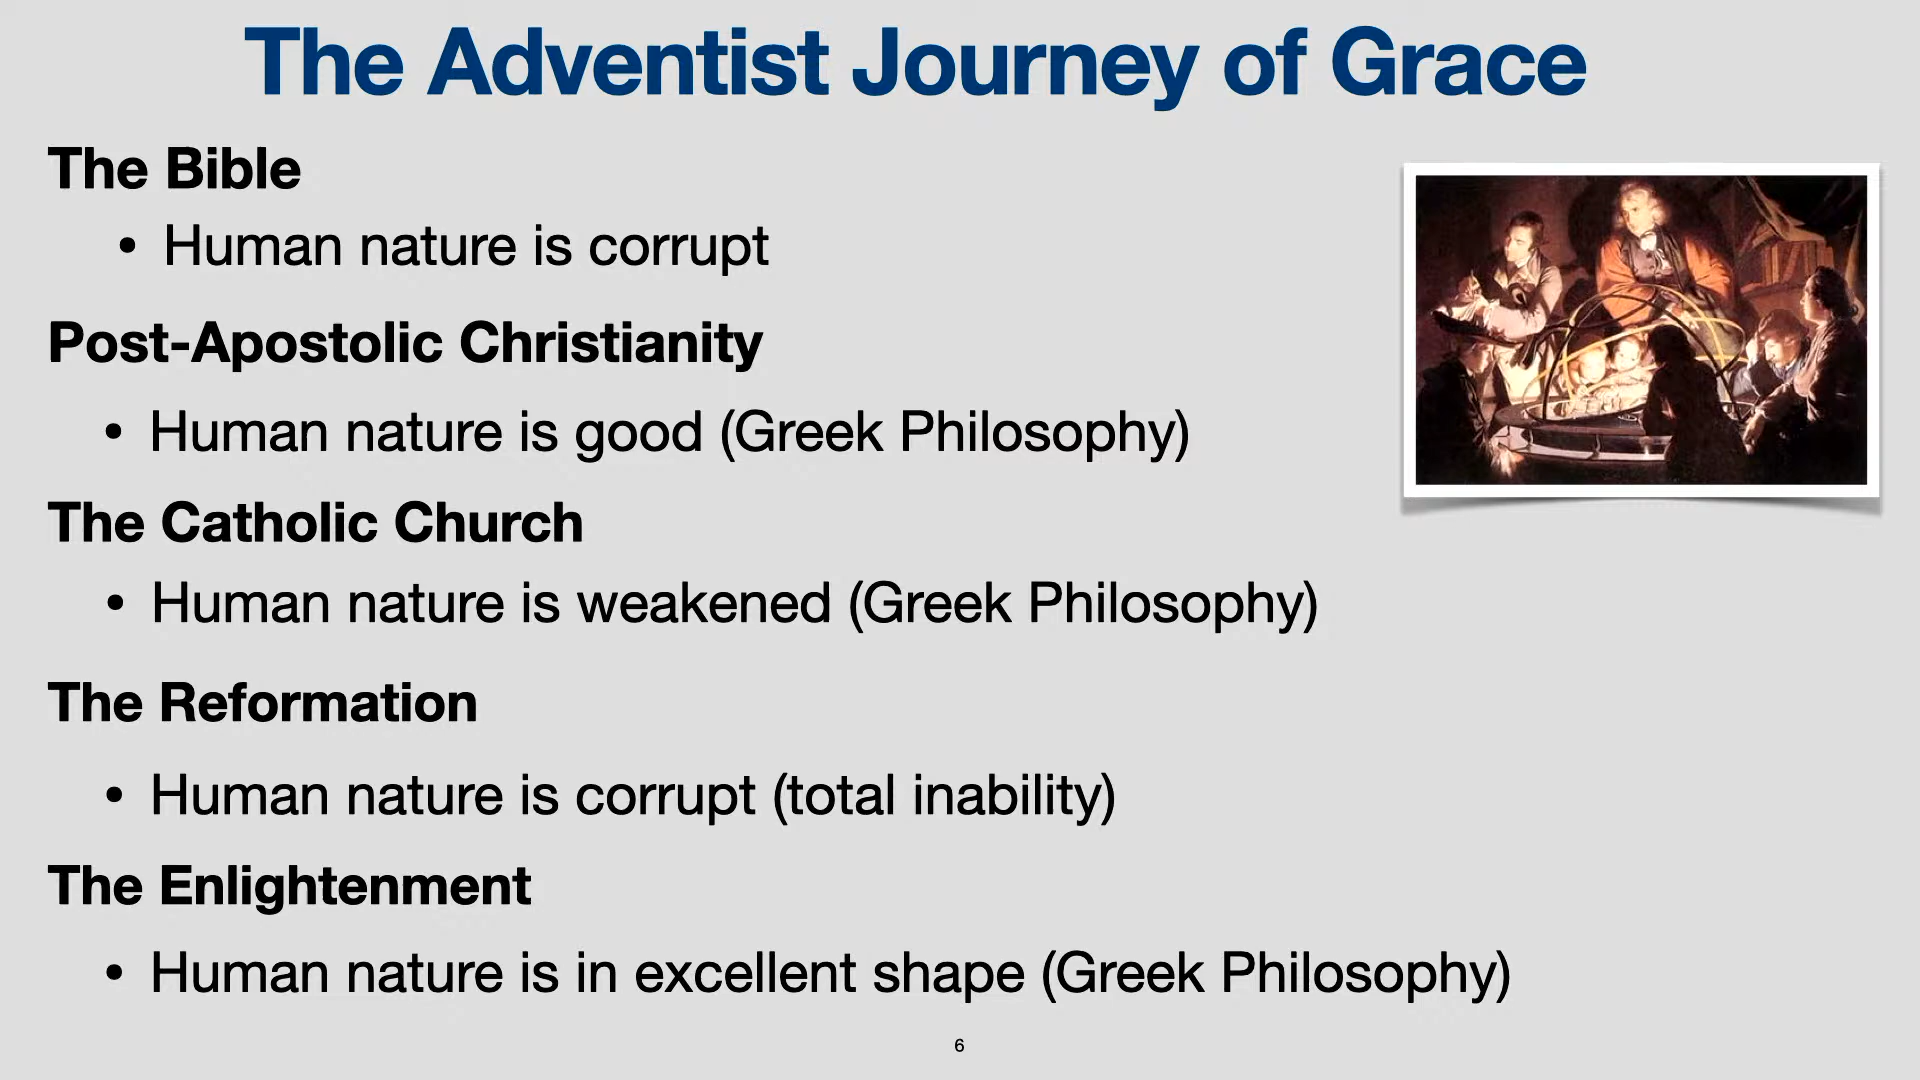 The Adventist Journey of Grace
The Bible
• Human nature is corrupt
Post-Apostolic Christianity
• Human nature is good (Greek Philosophy)
The Catholic Church
• Human nature is weakened (Greek Philosophy)
The Reformation
• Human nature is corrupt (total inability)
The Enlightenment
• Human nature is in excellent shape (Greek Philosophy)
6